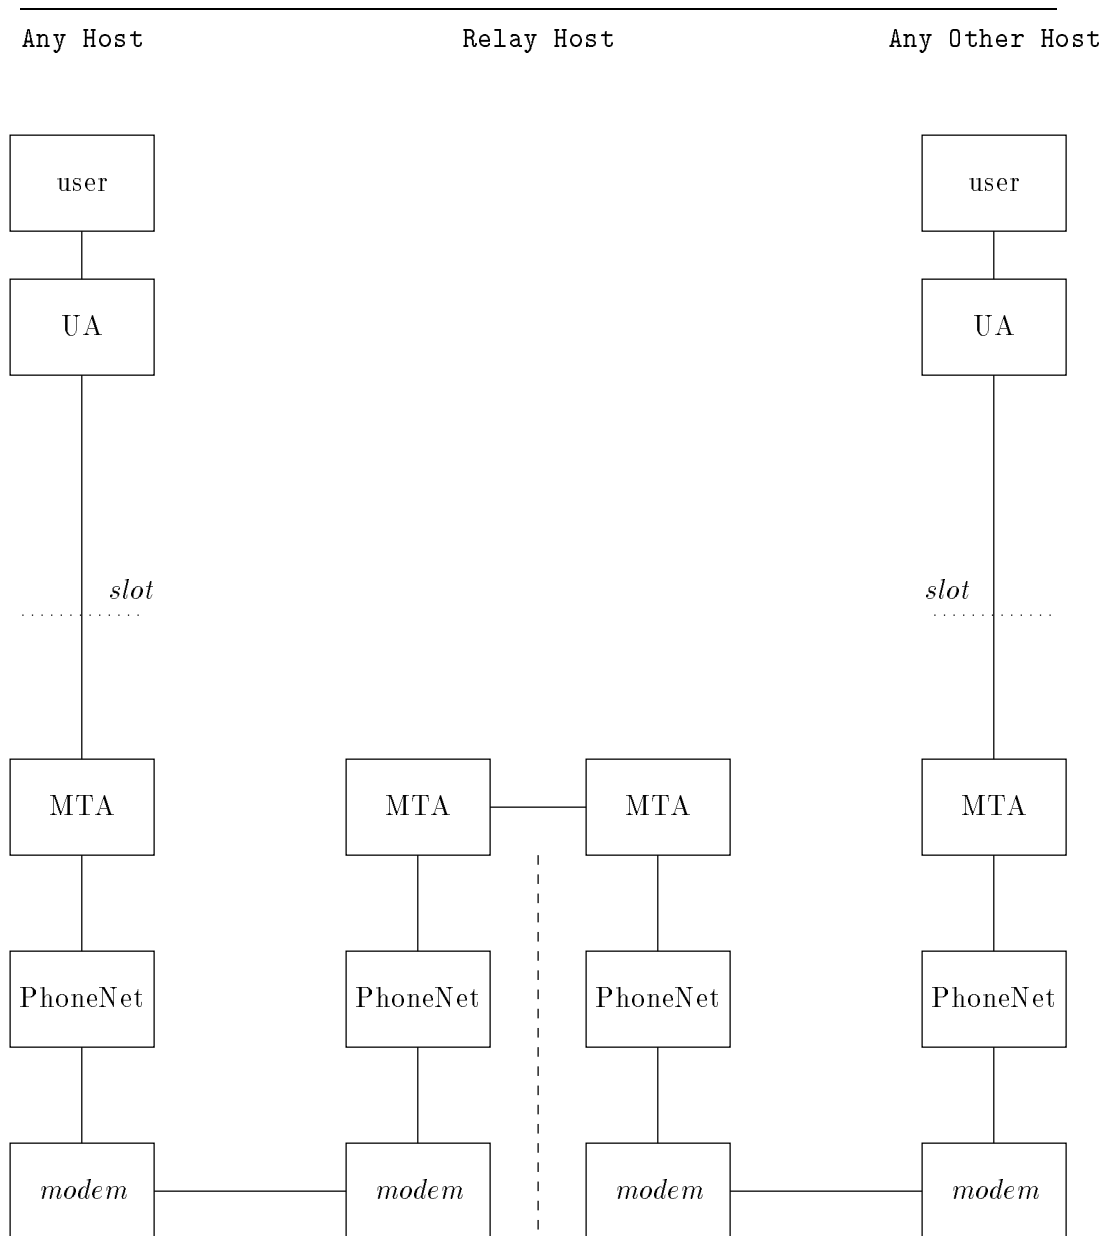 Any Host Relay Host Any Other Host
user user
UA UA
slot slot
MTA MTA MTA MTA
PhoneNet PhoneNet PhoneNet PhoneNet
modem modem modem modem